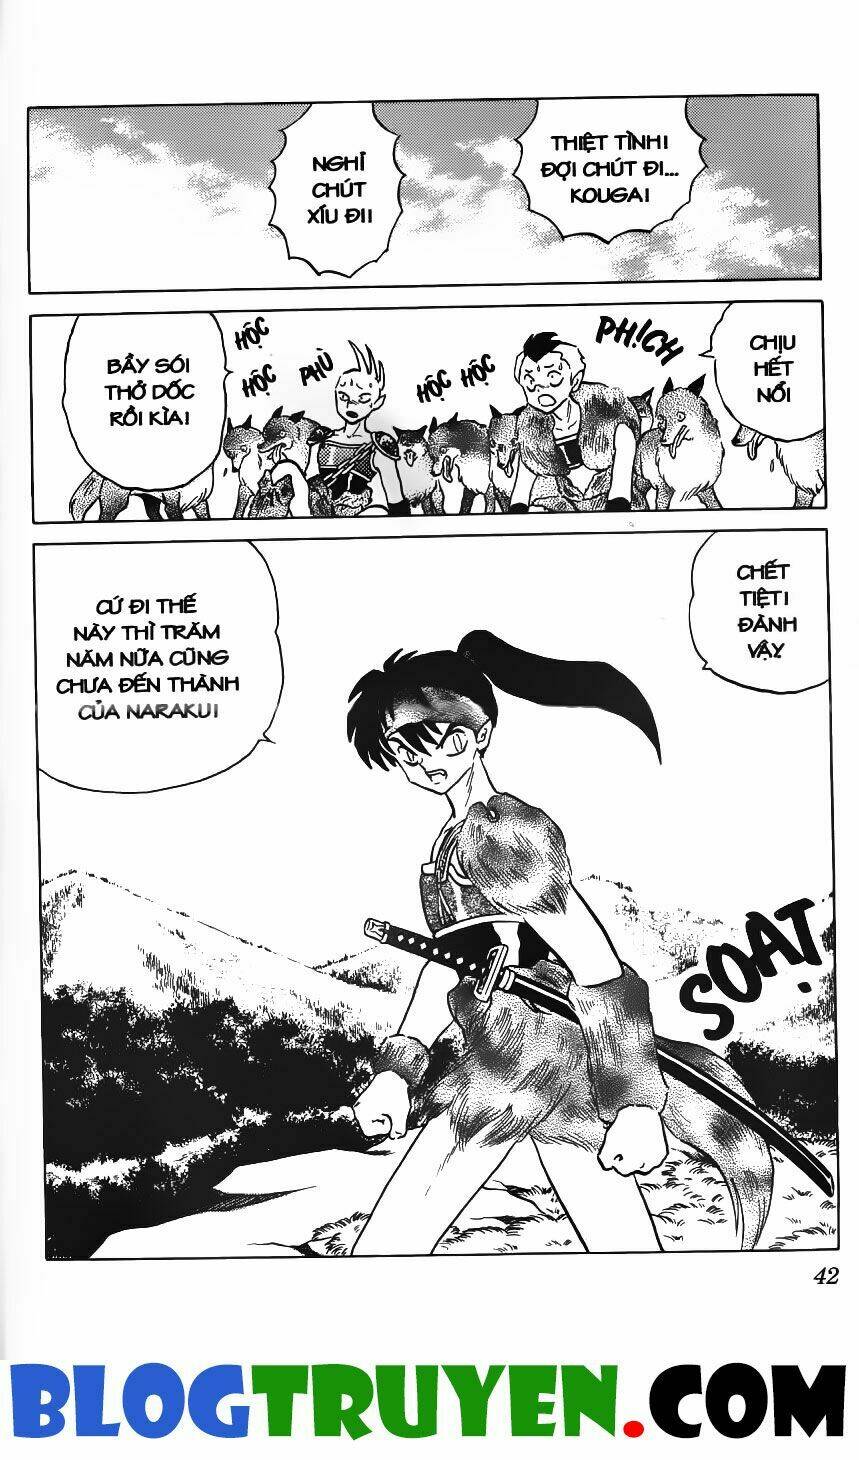 THIỆT TÌNH!
ĐỢI CHÚT ĐI...
KOUGA!
NGHỈ
CHÚT
XÍU ĐI!
CHỊU
HẾT
NỔI
PHỊCH
HỘC HỘC
PHÙ
HỘC
HỘC
BẦY SÓI
THỞ DỐC
RỒI KÌA!
CHẾT
TIỆT!
ĐÀNH
VẬY.
CỨ ĐI THẾ
NÀY THÌ TRĂM
NĂM NỮA CŨNG
CHƯA ĐẾN THÀNH
CỦA NARAKU!
SOẠT
42
BLOGTRUYEN.COM